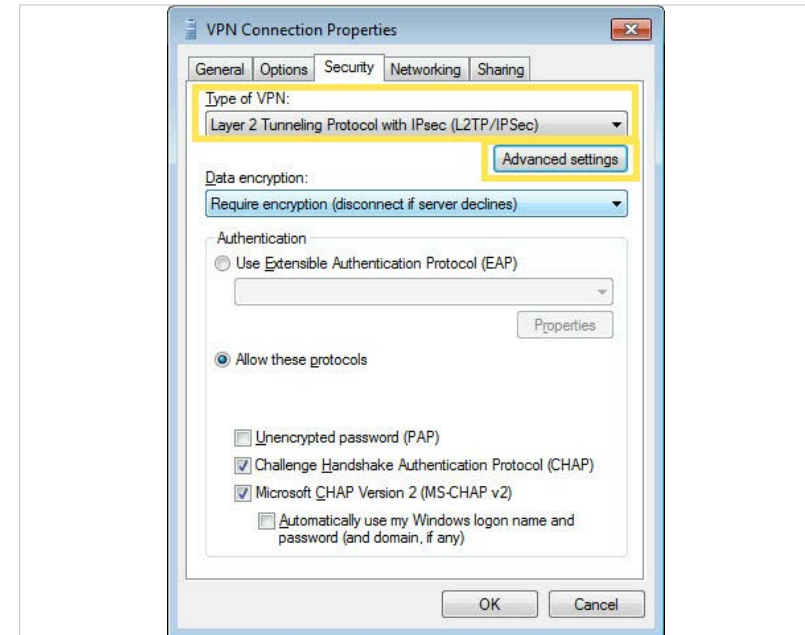 VPN Connection Properties
General Options Security Networking Sharing
Type of VPN:
Layer 2 Tunneling Protocol with IPsec (L2TP/IPSec)
Advanced settings
Data encryption:
Require encryption (disconnect if server declines)
Authentication
Use Extensible Authentication Protocol (EAP)
Properties
Allow these protocols
Unencrypted password (PAP)
Challenge Handshake Authentication Protocol (CHAP)
Microsoft CHAP Version 2 (MS-CHAP v2)
Automatically use my Windows logon name and
password (and domain, if any)
OK Cancel